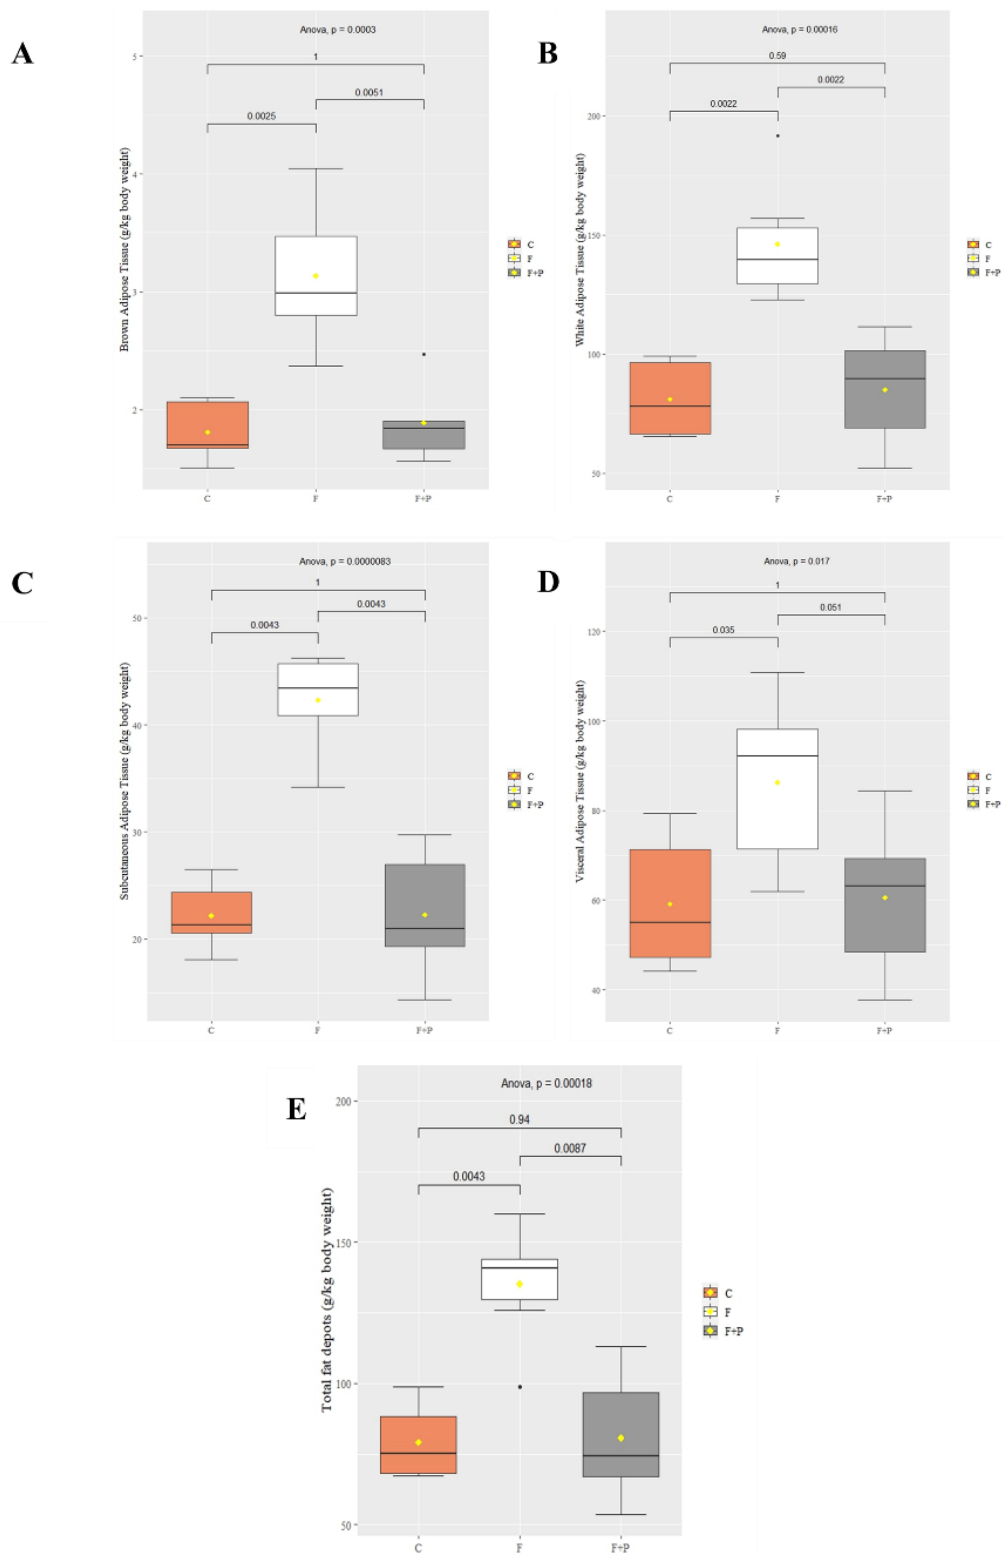 A
Anova, p = 0.0003
1
0.0051
0.0025
Brown Adipose Tissue (g/kg body weight)
5
4
3
2
C
F
F+P
C
F
F+P
B
Anova, p = 0.00016
0.59
0.0022
0.0022
White Adipose Tissue (g/kg body weight)
200
150
100
50
C
F
F+P
C
F
F+P
C
Anova, p = 0.0000083
1
0.0043
0.0043
Subcutaneous Adipose Tissue (g/kg body weight)
50
40
30
20
C
F
F+P
C
F
F+P
D
Anova, p = 0.017
1
0.051
0.035
Visceral Adipose Tissue (g/kg body weight)
120
100
80
60
40
C
F
F+P
C
F
F+P
E
Anova, p = 0.00018
0.94
0.0087
0.0043
Total fat depots (g/kg body weight)
200
150
100
50
C
F
F+P
C
F
F+P